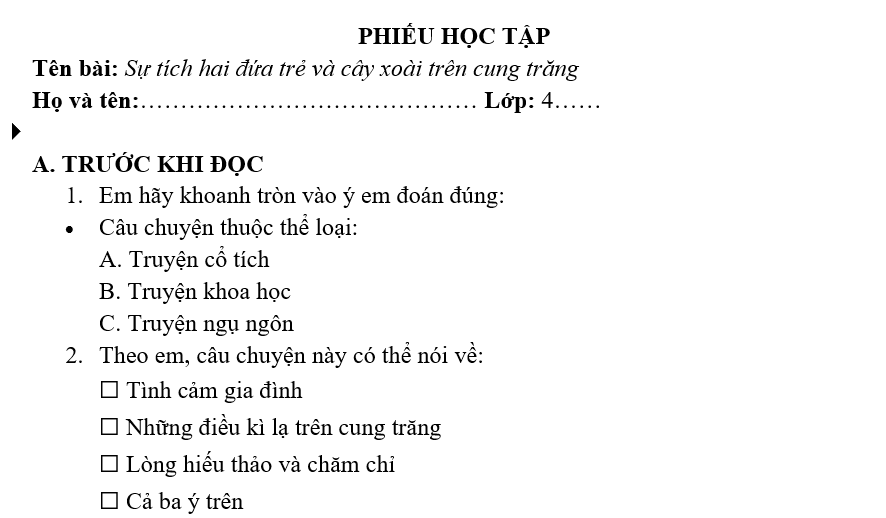 PHIẾU HỌC TẬP
Tên bài: Sự tích hai đứa trẻ và cây xoài trên cung trăng
Họ và tên:.......................................... Lớp: 4......
A. TRƯỚC KHI ĐỌC
1. Em hãy khoanh tròn vào ý em đoán đúng:
• Câu chuyện thuộc thể loại:
A. Truyện cổ tích
B. Truyện khoa học
C. Truyện ngụ ngôn
2. Theo em, câu chuyện này có thể nói về:
☐ Tình cảm gia đình
☐ Những điều kì lạ trên cung trăng
☐ Lòng hiếu thảo và chăm chỉ
☐ Cả ba ý trên